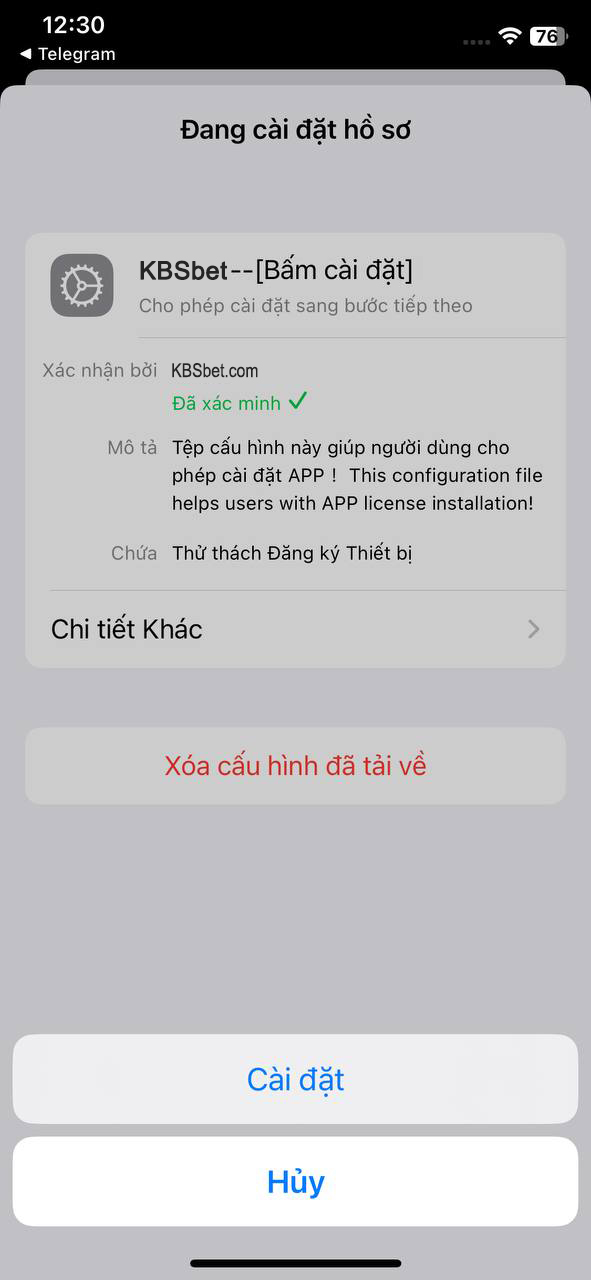 12:30
76
◀ Telegram
Đang cài đặt hồ sơ
KBSbet--[Bấm cài đặt]
Cho phép cài đặt sang bước tiếp theo
Xác nhận bởi KBSbet.com
Đã xác minh ✓
Mô tả Tệp cấu hình này giúp người dùng cho
phép cài đặt APP！ This configuration file
helps users with APP license installation!
Chứa Thử thách Đăng ký Thiết bị
Chi tiết Khác
Xóa cấu hình đã tải về
Cài đặt
Hủy